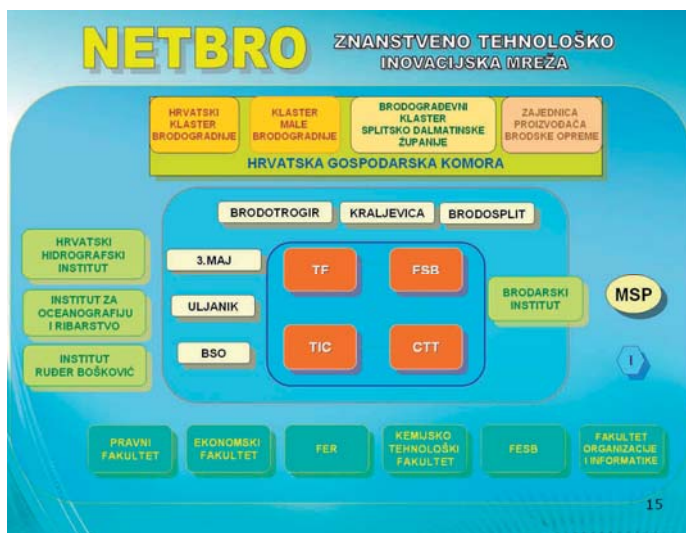 NETBRO
ZNANSTVENO TEHNOLOŠKO
INOVACIJSKA MREŽA
HRVATSKI
KLASTER
BRODOGRADNJE
KLASTER
MALE
BRODOGRADNJE
BRODOGRAĐEVNI
KLASTER
SPLITSKO DALMATINSKE
ŽUPANIJE
ZAJEDNICA
PROIZVOĐAČA
BRODSKE OPREME
HRVATSKA GOSPODARSKA KOMORA
BRODOTROGIR
KRALJEVICA
BRODOSPLIT
HRVATSKI
HIDROGRAFSKI
INSTITUT
INSTITUT ZA
OCEANOGRAFIJU
I RIBARSTVO
INSTITUT
RUĐER BOŠKOVIĆ
3.MAJ
ULJANIK
BSO
TF
FSB
TIC
CTT
BRODARSKI
INSTITUT
MSP
I
PRAVNI
FAKULTET
EKONOMSKI
FAKULTET
FER
KEMIJSKO
TEHNOLOŠKI
FAKULTET
FESB
FAKULTET
ORGANIZACIJE
I INFORMATIKE
15